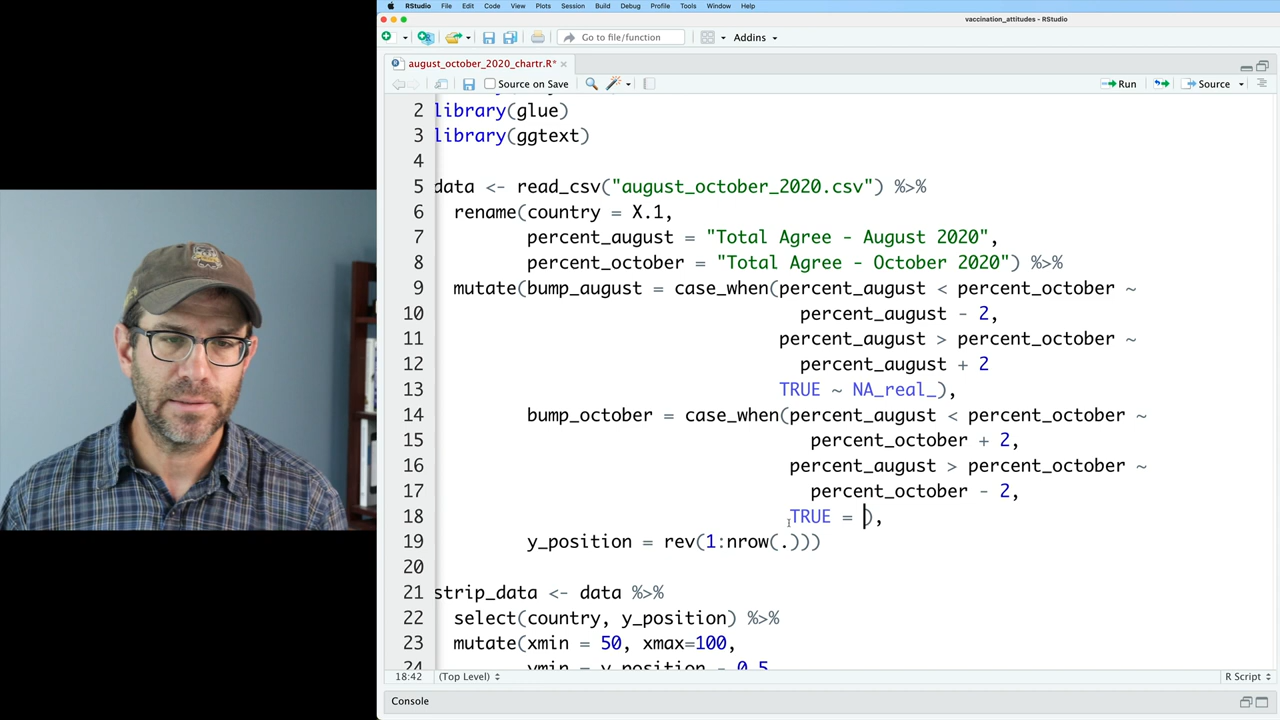 RStudio File Edit Code View Plots Session Build Debug Profile Tools Window Help
vaccination_attitudes - RStudio
Go to file/function Addins
august_october_2020_chartr.R*
Source on Save Run Source
2 library(glue)
3 library(ggtext)
4
5 data <- read_csv("august_october_2020.csv") %>%
6 rename(country = X.1,
7 percent_august = "Total Agree - August 2020",
8 percent_october = "Total Agree - October 2020") %>%
9 mutate(bump_august = case_when(percent_august < percent_october ~
10 percent_august - 2,
11 percent_august > percent_october ~
12 percent_august + 2
13 TRUE ~ NA_real_),
14 bump_october = case_when(percent_august < percent_october ~
15 percent_october + 2,
16 percent_august > percent_october ~
17 percent_october - 2,
18 TRUE = ),
19 y_position = rev(1:nrow(.)))
20
21 strip_data <- data %>%
22 select(country, y_position) %>%
23 mutate(xmin = 50, xmax=100,
24 ymin = y_position - 0.5
18:42 (Top Level) R Script
Console